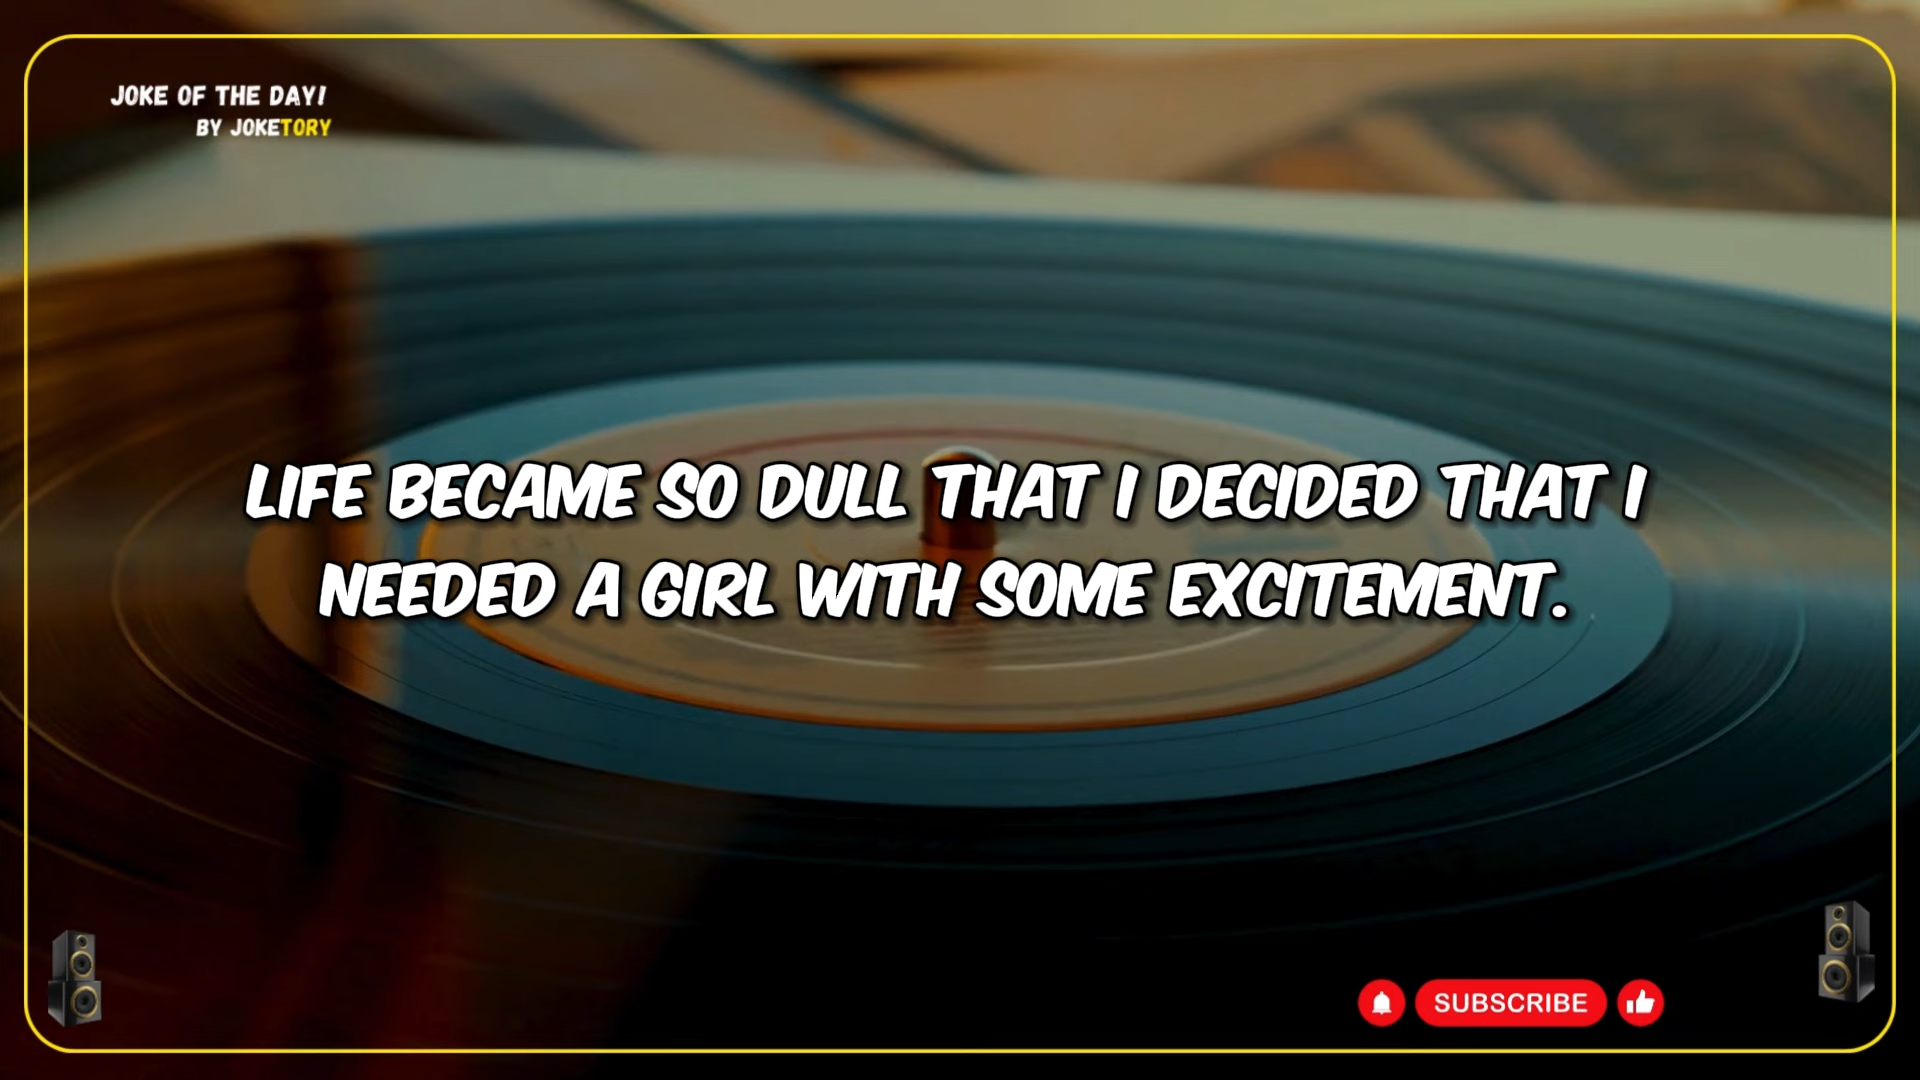 JOKE OF THE DAY!
BY JOKETORY
LIFE BECAME SO DULL THAT I DECIDED THAT I
NEEDED A GIRL WITH SOME EXCITEMENT.
SUBSCRIBE